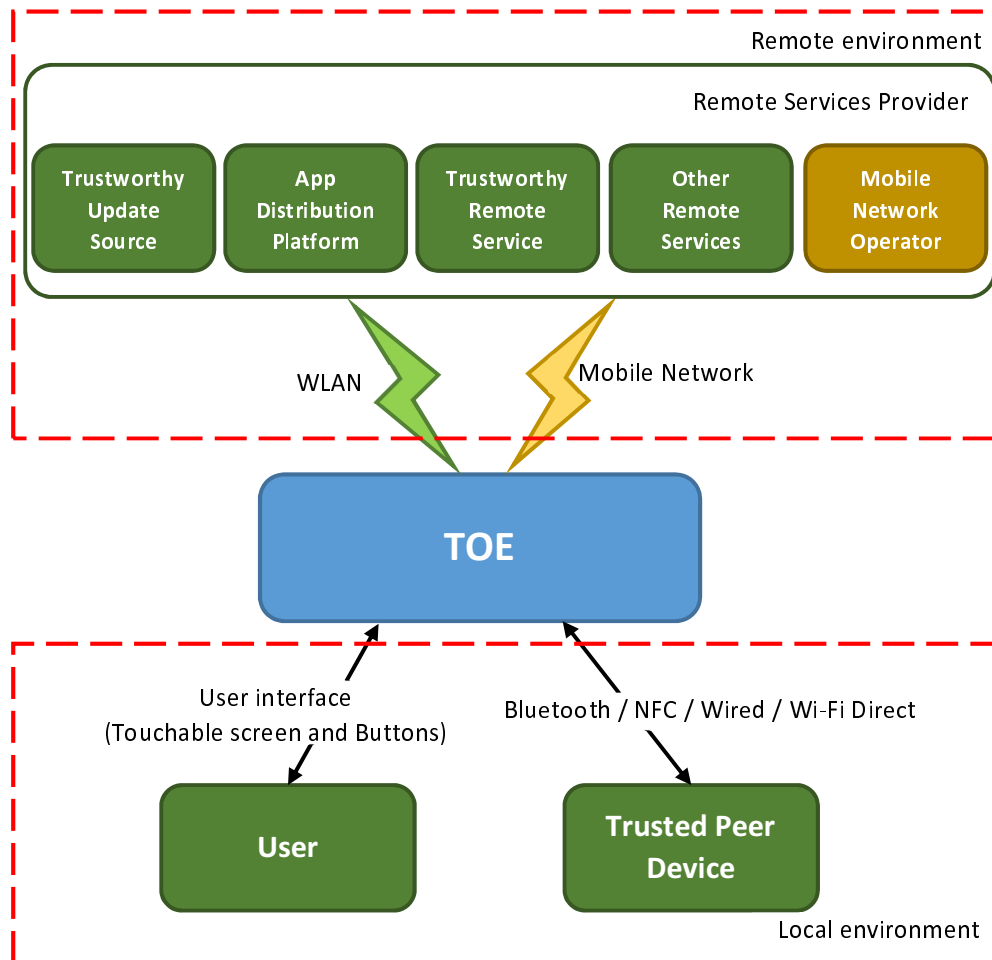 Remote environment
Remote Services Provider
Trustworthy
Update
Source
App
Distribution
Platform
Trustworthy
Remote
Service
Other
Remote
Services
Mobile
Network
Operator
WLAN
Mobile Network
TOE
User interface
(Touchable screen and Buttons)
Bluetooth / NFC / Wired / Wi-Fi Direct
User
Trusted Peer
Device
Local environment